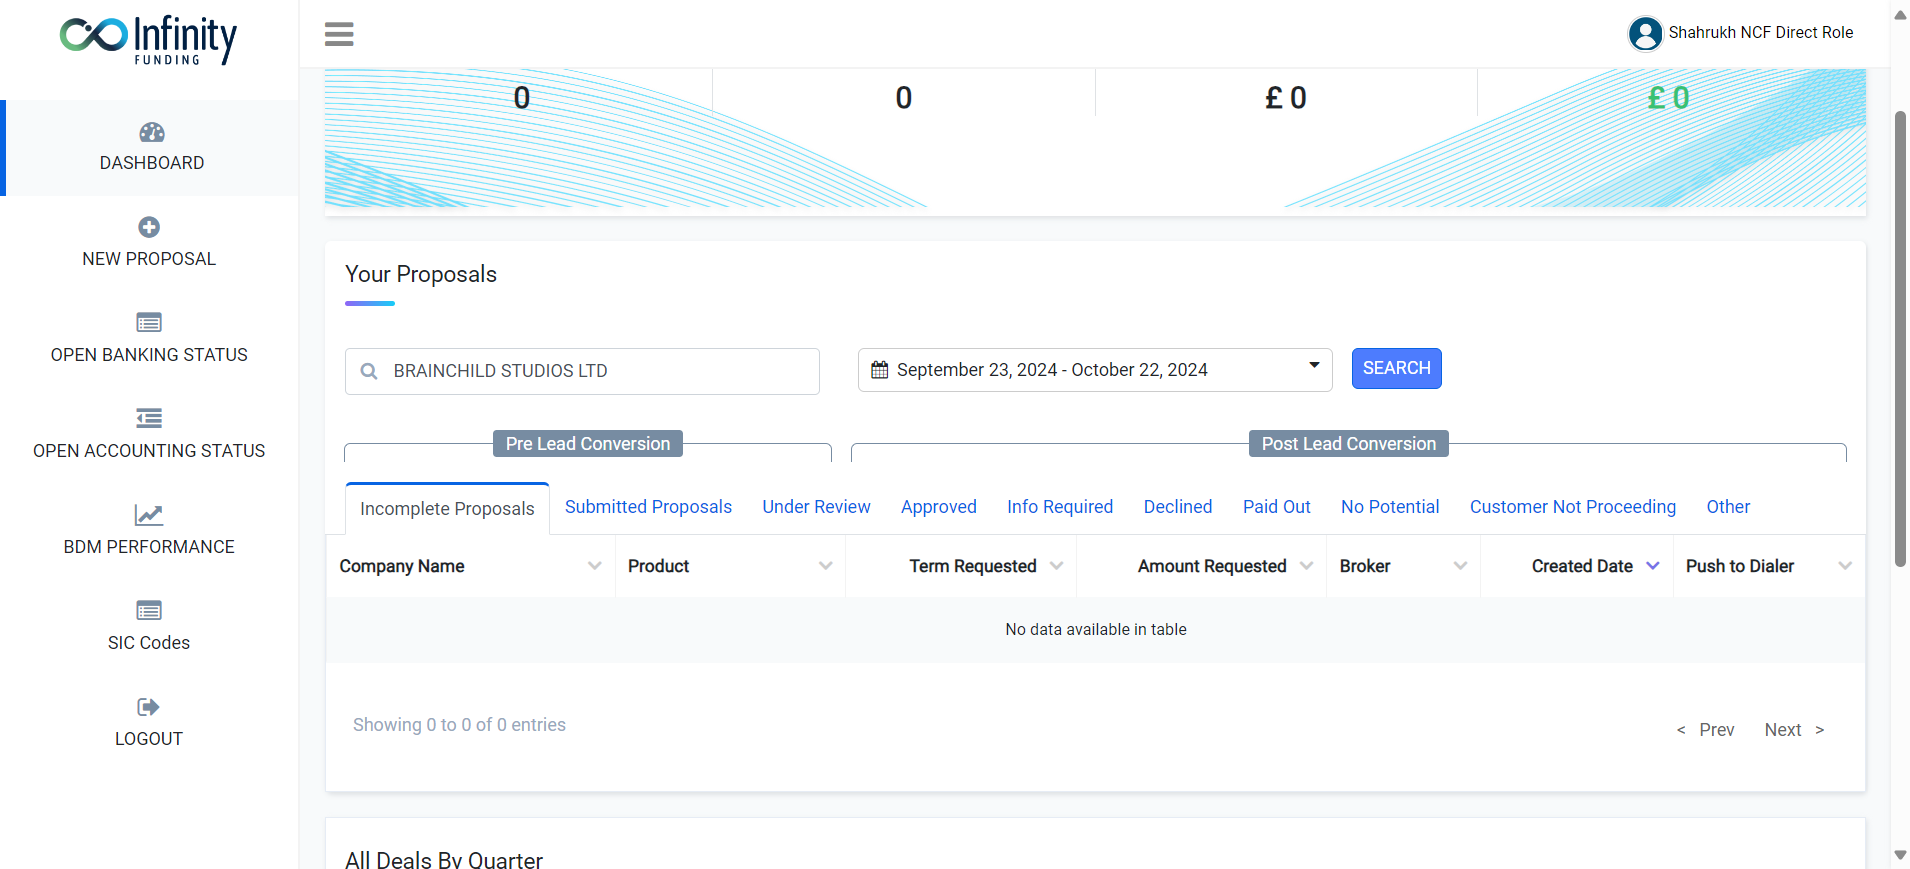 Infinity
FUNDING
Shahrukh NCF Direct Role
DASHBOARD
NEW PROPOSAL
OPEN BANKING STATUS
OPEN ACCOUNTING STATUS
BDM PERFORMANCE
SIC Codes
LOGOUT
0 0 £ 0 £ 0
Your Proposals
BRAINCHILD STUDIOS LTD September 23, 2024 - October 22, 2024 SEARCH
Pre Lead Conversion Post Lead Conversion
Incomplete Proposals Submitted Proposals Under Review Approved Info Required Declined Paid Out No Potential Customer Not Proceeding Other
Company Name Product Term Requested Amount Requested Broker Created Date Push to Dialer
No data available in table
Showing 0 to 0 of 0 entries
< Prev Next >
All Deals By Quarter